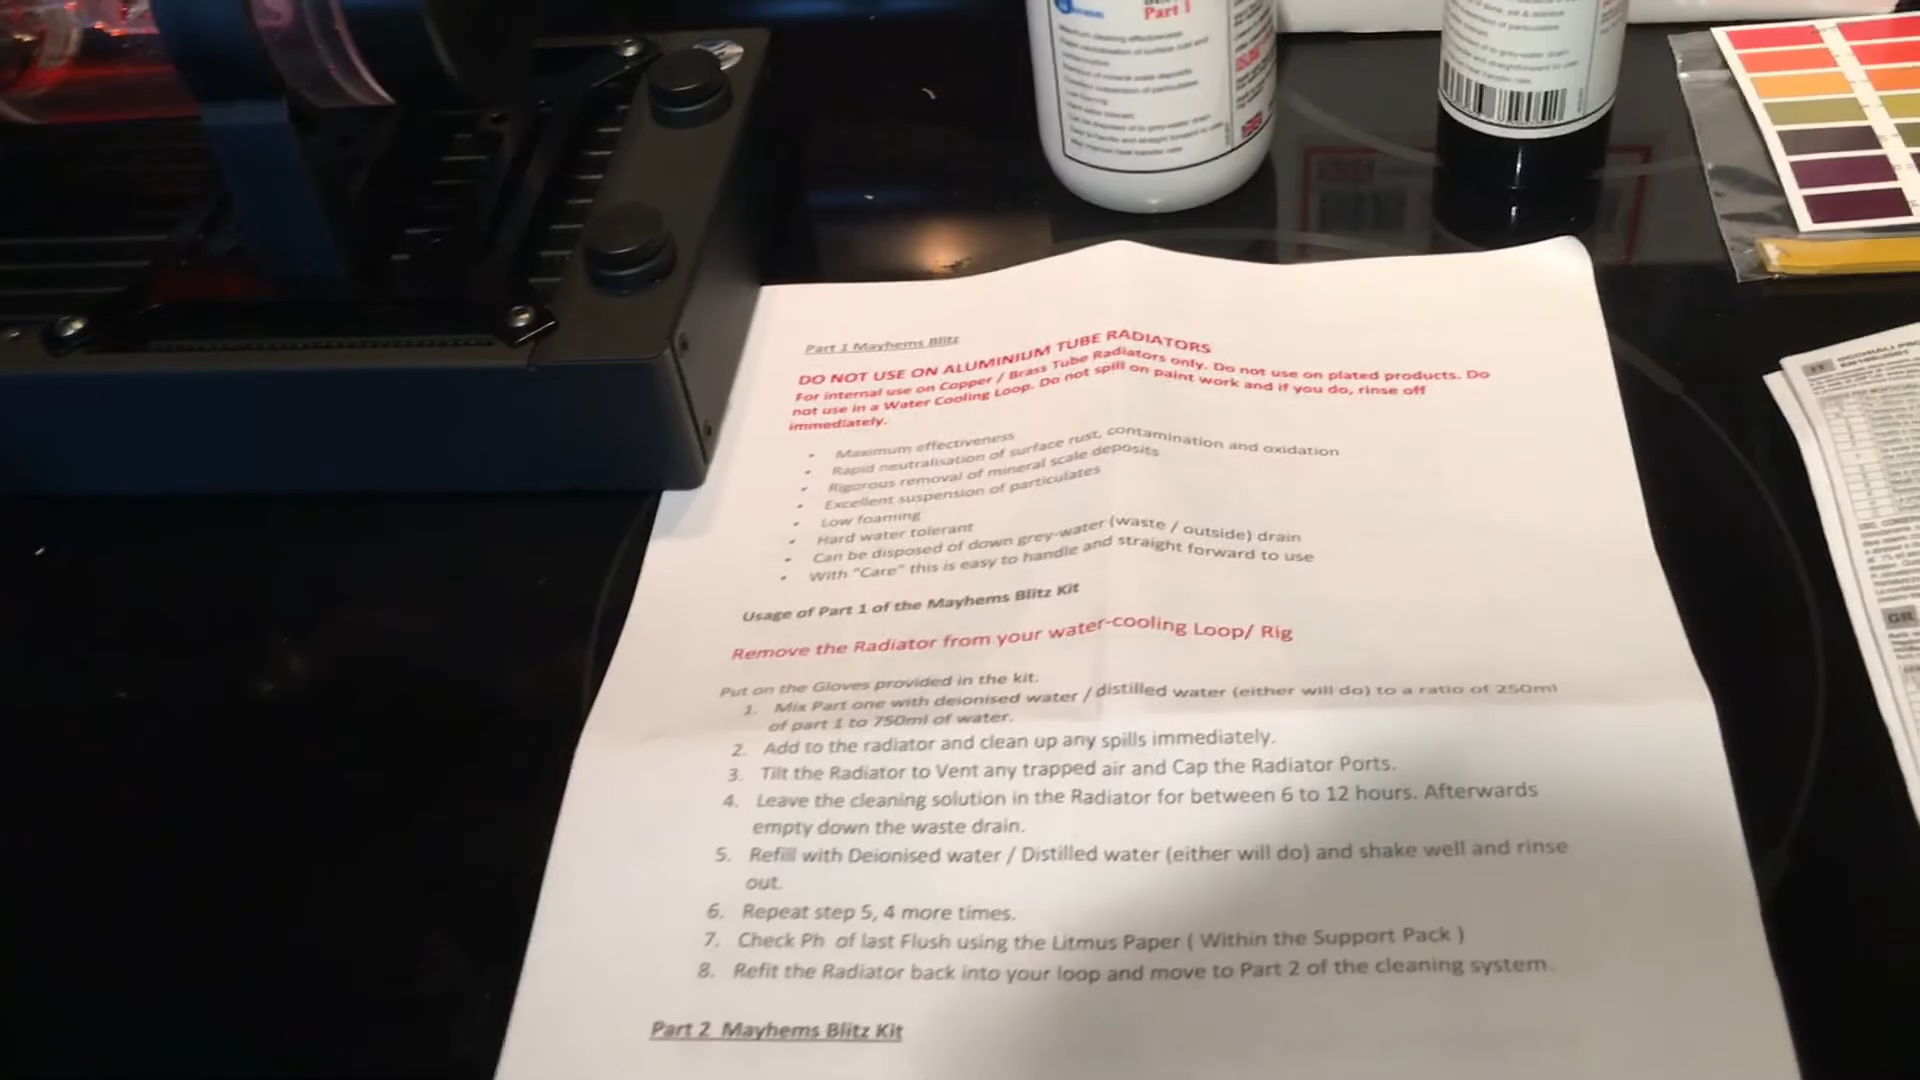 Part 1
Part 1 Mayhems Blitz
DO NOT USE ON ALUMINIUM TUBE RADIATORS
For internal use on Copper / Brass Tube Radiators only. Do not use on plated products. Do
not use in a Water Cooling Loop. Do not spill on paint work and if you do, rinse off
immediately.
• Maximum effectiveness
• Rapid neutralisation of surface rust, contamination and oxidation
• Rigorous removal of mineral scale deposits
• Excellent suspension of particulates
• Low foaming
• Hard water tolerant
• Can be disposed of down grey-water (waste / outside) drain
• With "Care" this is easy to handle and straight forward to use
Usage of Part 1 of the Mayhems Blitz Kit
Remove the Radiator from your water-cooling Loop/ Rig
Put on the Gloves provided in the kit.
1. Mix Part one with deionised water / distilled water (either will do) to a ratio of 250ml
of part 1 to 750ml of water.
2. Add to the radiator and clean up any spills immediately.
3. Tilt the Radiator to Vent any trapped air and Cap the Radiator Ports.
4. Leave the cleaning solution in the Radiator for between 6 to 12 hours. Afterwards
empty down the waste drain.
5. Refill with Deionised water / Distilled water (either will do) and shake well and rinse
out.
6. Repeat step 5, 4 more times.
7. Check Ph of last Flush using the Litmus Paper ( Within the Support Pack )
8. Refit the Radiator back into your loop and move to Part 2 of the cleaning system.
Part 2 Mayhems Blitz Kit
GR